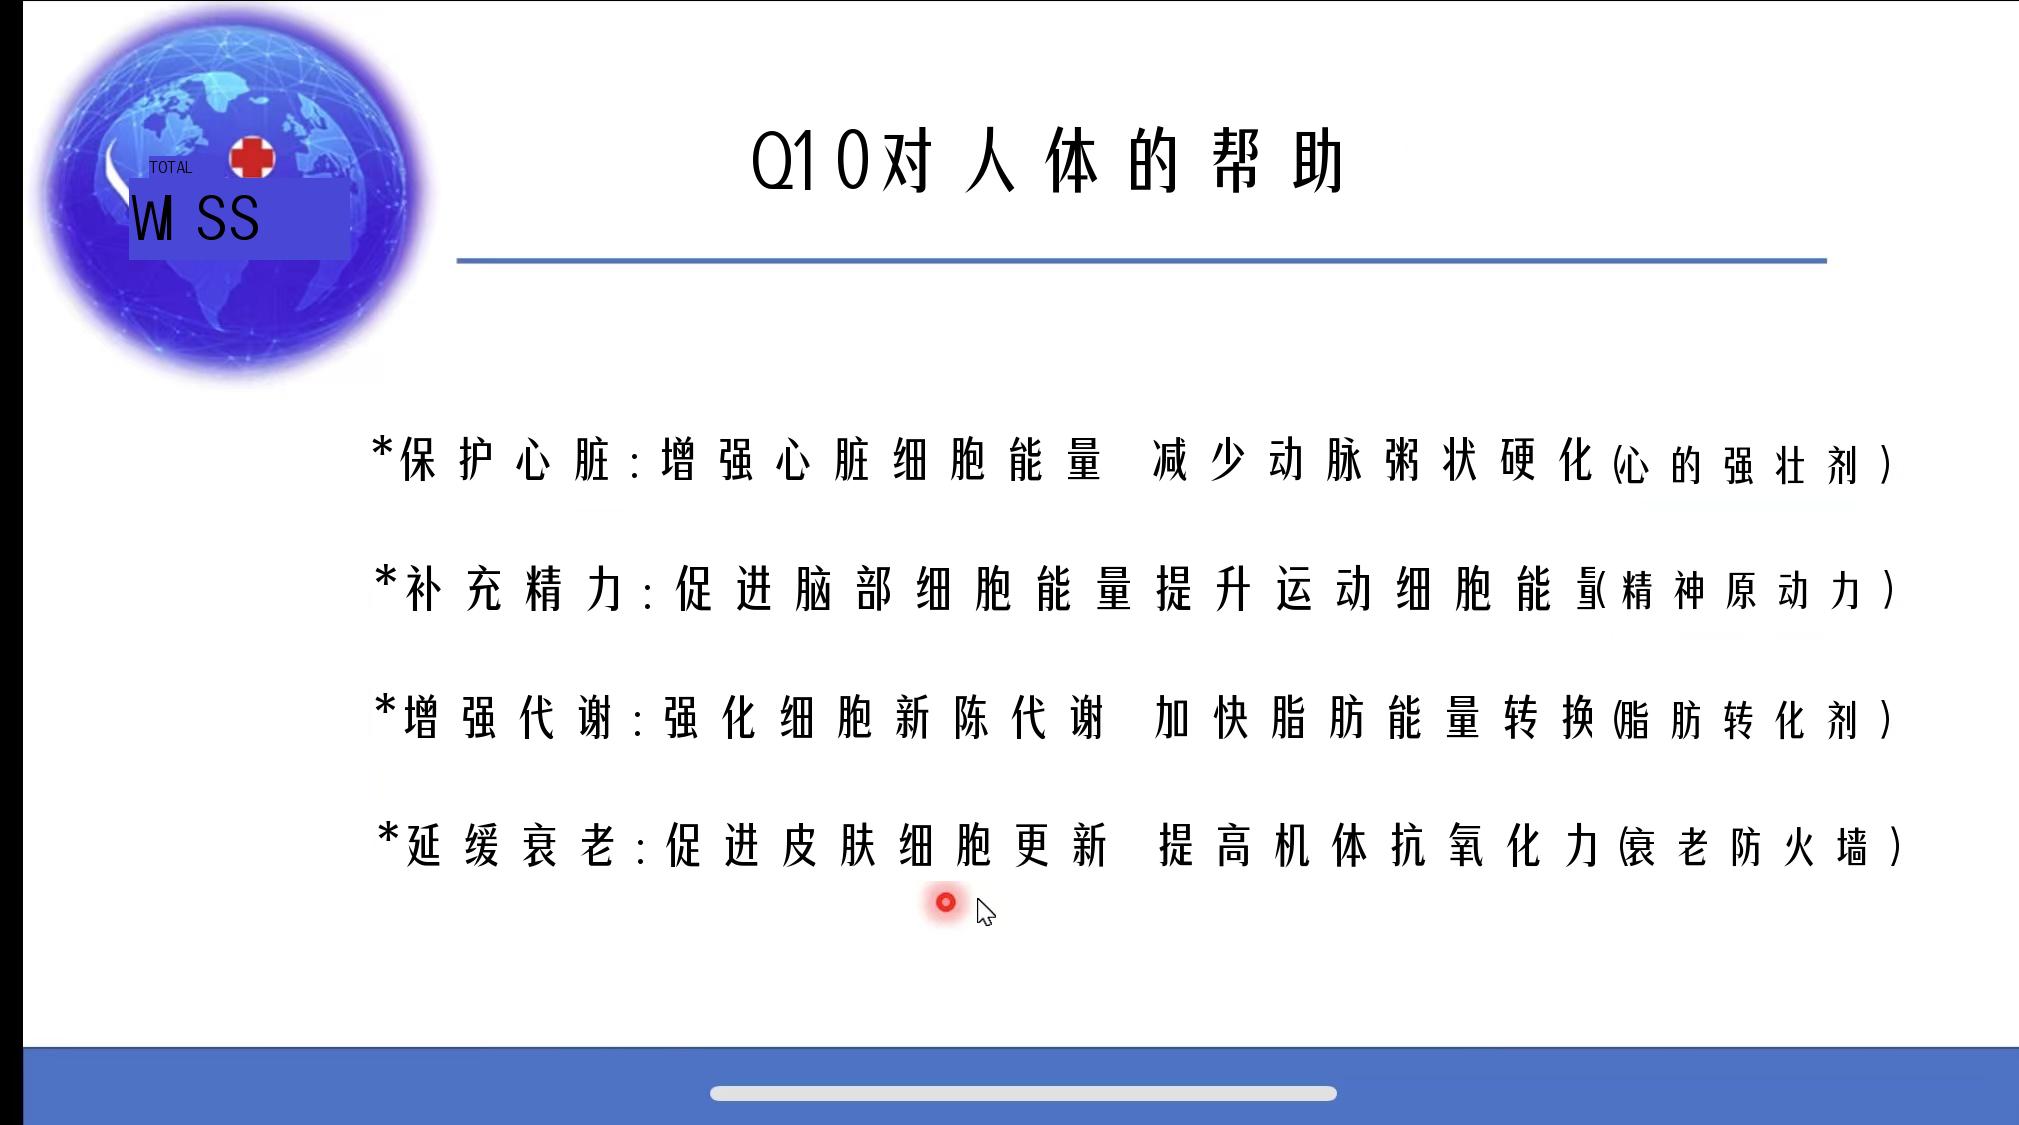 TOTAL
WISS
Q10对人体的帮助
*保护心脏:增强心脏细胞能量 减少动脉粥状硬化(心的强壮剂)
*补充精力:促进脑部细胞能量提升运动细胞能量(精神原动力)
*增强代谢:强化细胞新陈代谢 加快脂肪能量转换(脂肪转化剂)
*延缓衰老:促进皮肤细胞更新 提高机体抗氧化力(衰老防火墙)